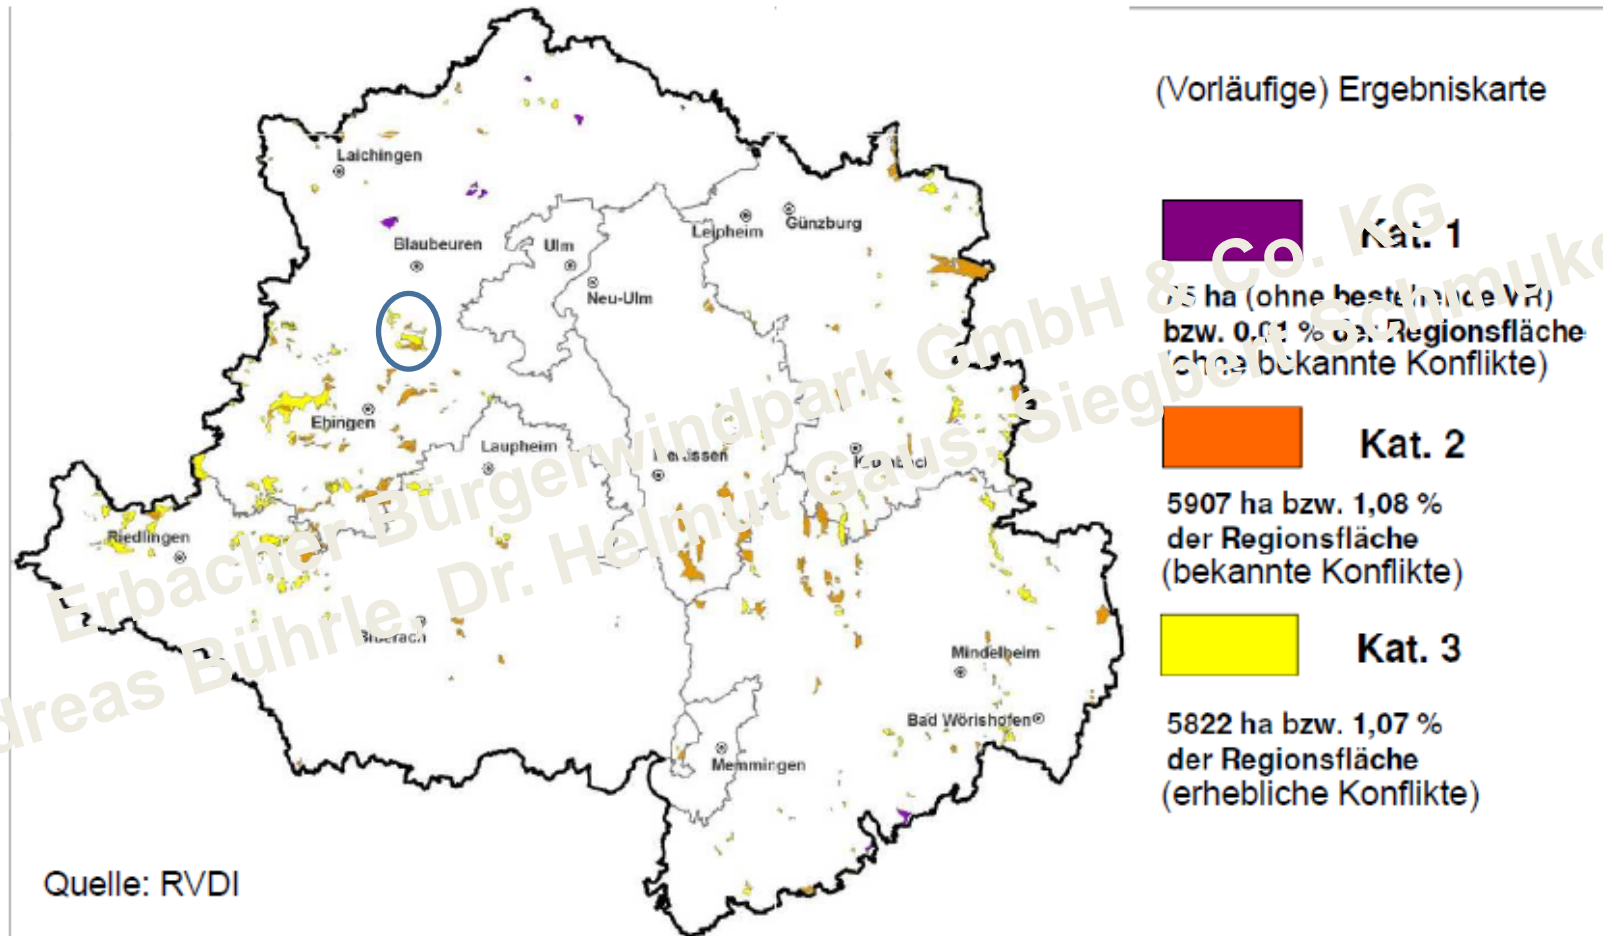 (Vorläufige) Ergebniskarte
Laichingen
Blaubeuren
Ulm
Neu-Ulm
Leipheim
Günzburg
Ehingen
Laupheim
Riedlingen
Mindelheim
Bad Wörishofen
Memmingen
Kat. 1
ha (ohne bestehende VR)
bzw. 0,01 % der Regionsfläche
(ohne bekannte Konflikte)
Kat. 2
5907 ha bzw. 1,08 %
der Regionsfläche
(bekannte Konflikte)
Kat. 3
5822 ha bzw. 1,07 %
der Regionsfläche
(erhebliche Konflikte)
Quelle: RVDI
Erbacher Bürgerwindpark GmbH & Co. KG
dreas Bührle, Dr. Helmut Gaus, Siegbert Schmuke